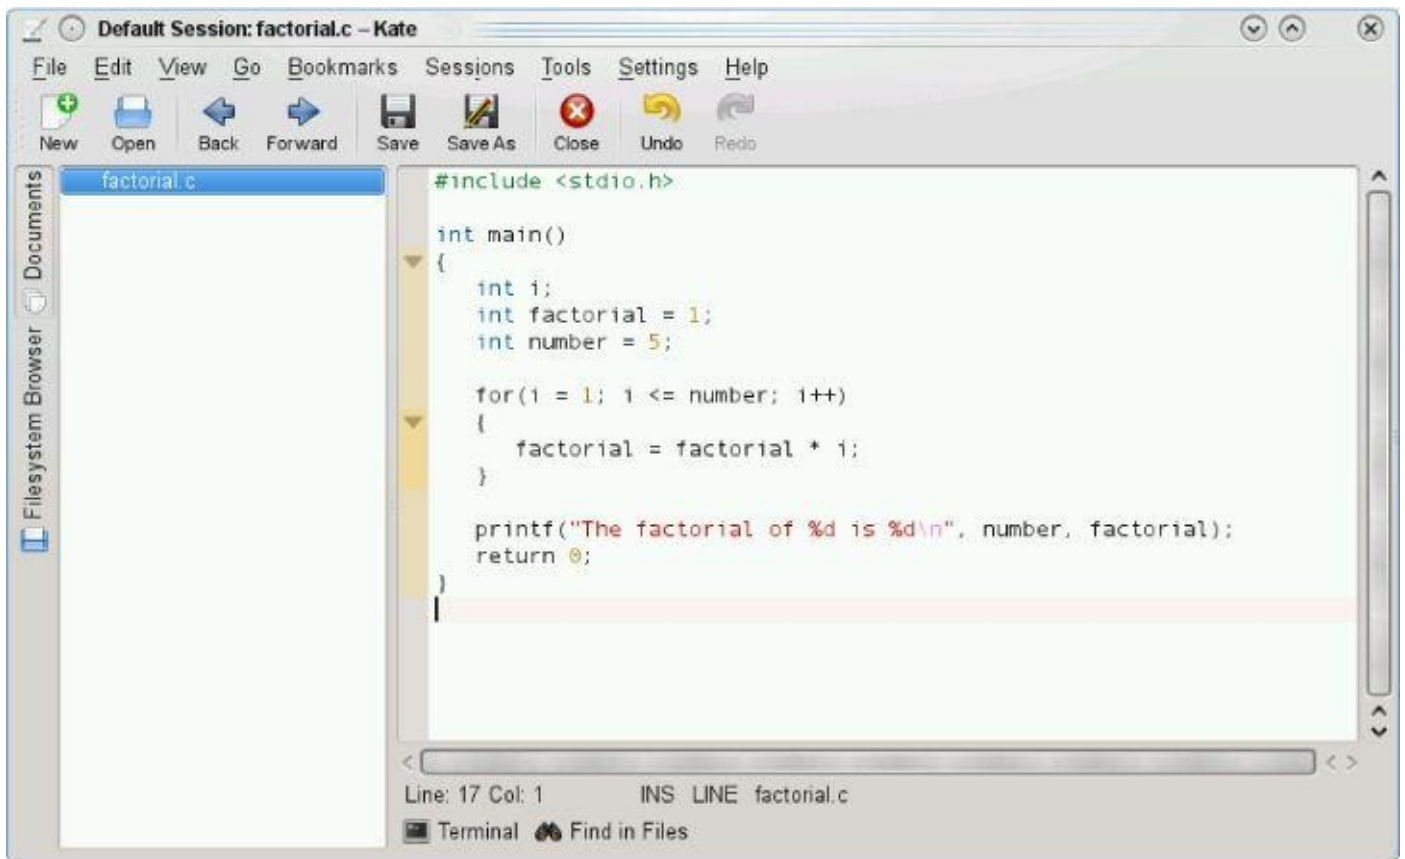 Default Session: factorial.c – Kate
File Edit View Go Bookmarks Sessions Tools Settings Help
New Open Back Forward Save Save As Close Undo Redo
Documents
Filesystem Browser
factorial.c
#include <stdio.h>
int main()
{
int i;
int factorial = 1;
int number = 5;
for(i = 1; i <= number; i++)
{
factorial = factorial * i;
}
printf("The factorial of %d is %d\n", number, factorial);
return 0;
}
Line: 17 Col: 1 INS LINE factorial.c
Terminal Find in Files